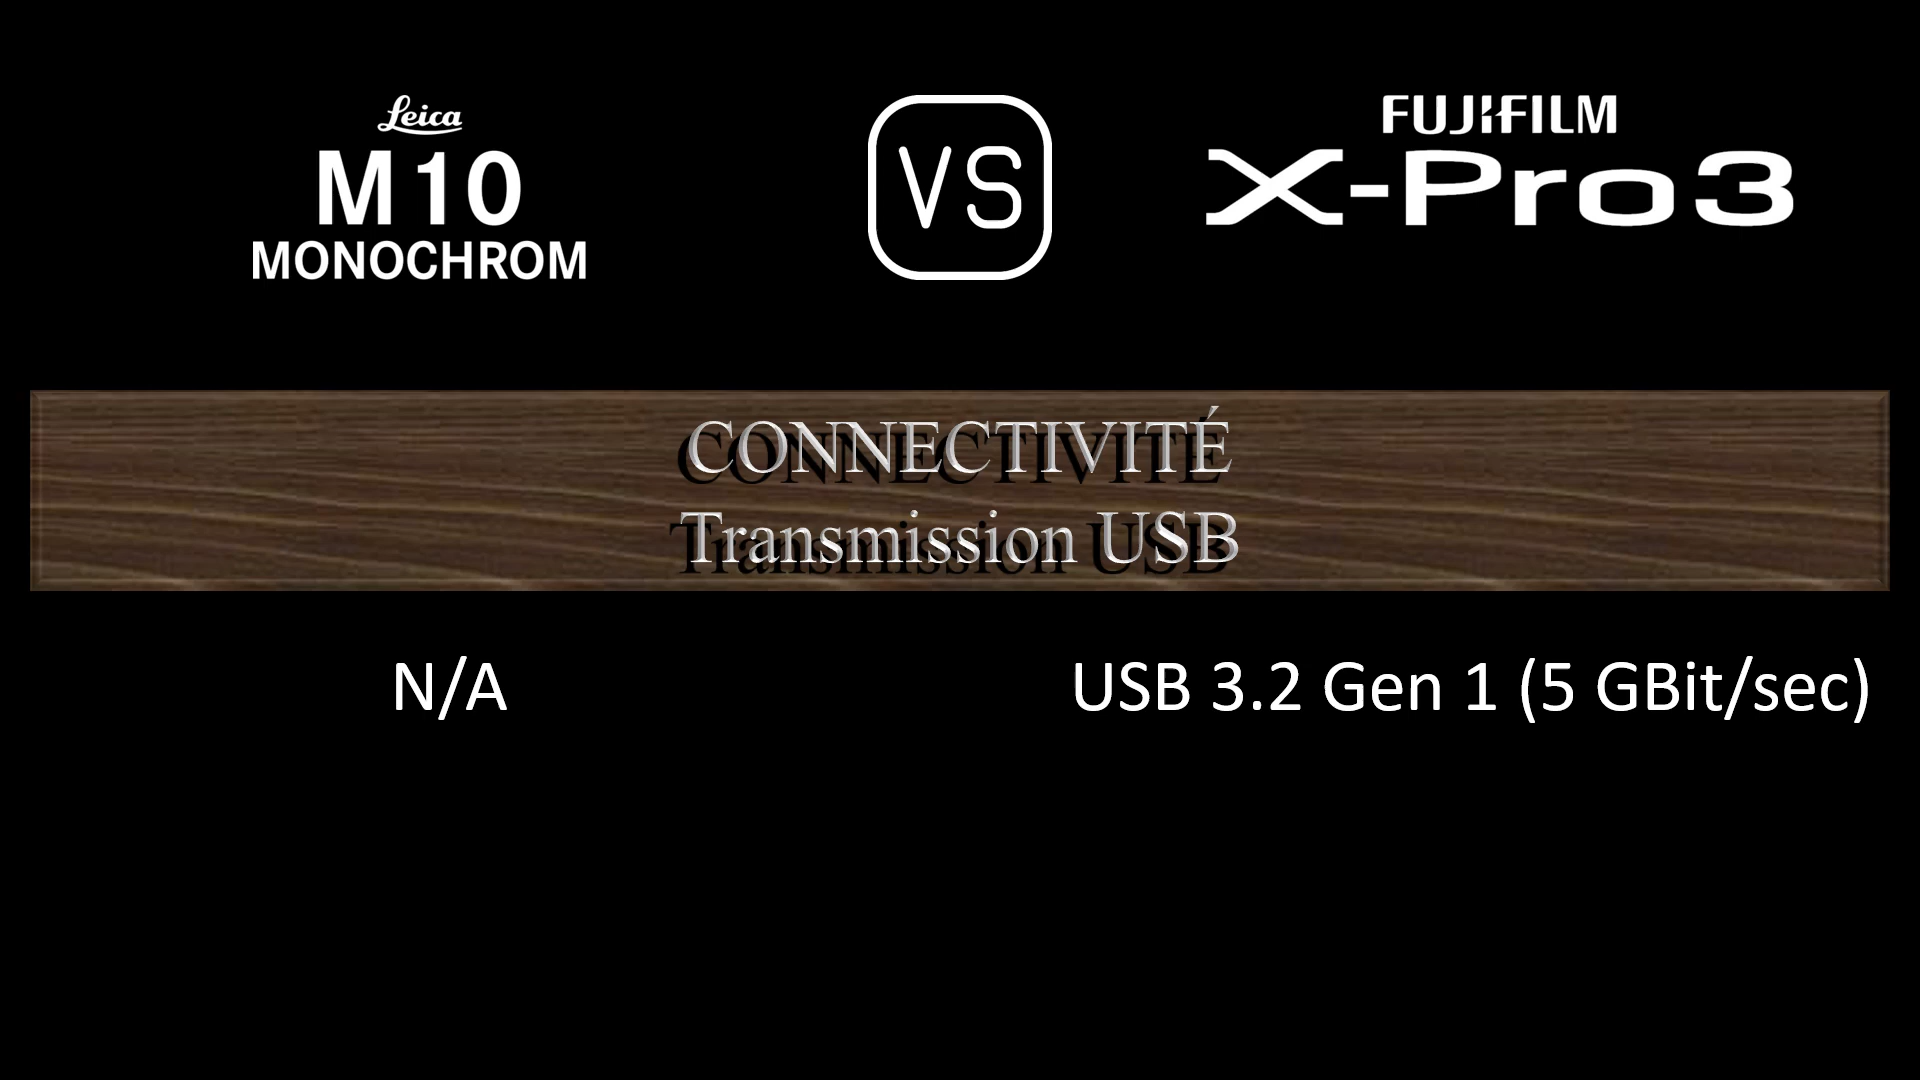 Leica
M10
MONOCHROM
VS
FUJIFILM
X-Pro3
CONNECTIVITÉ
Transmission USB
N/A
USB 3.2 Gen 1 (5 GBit/sec)